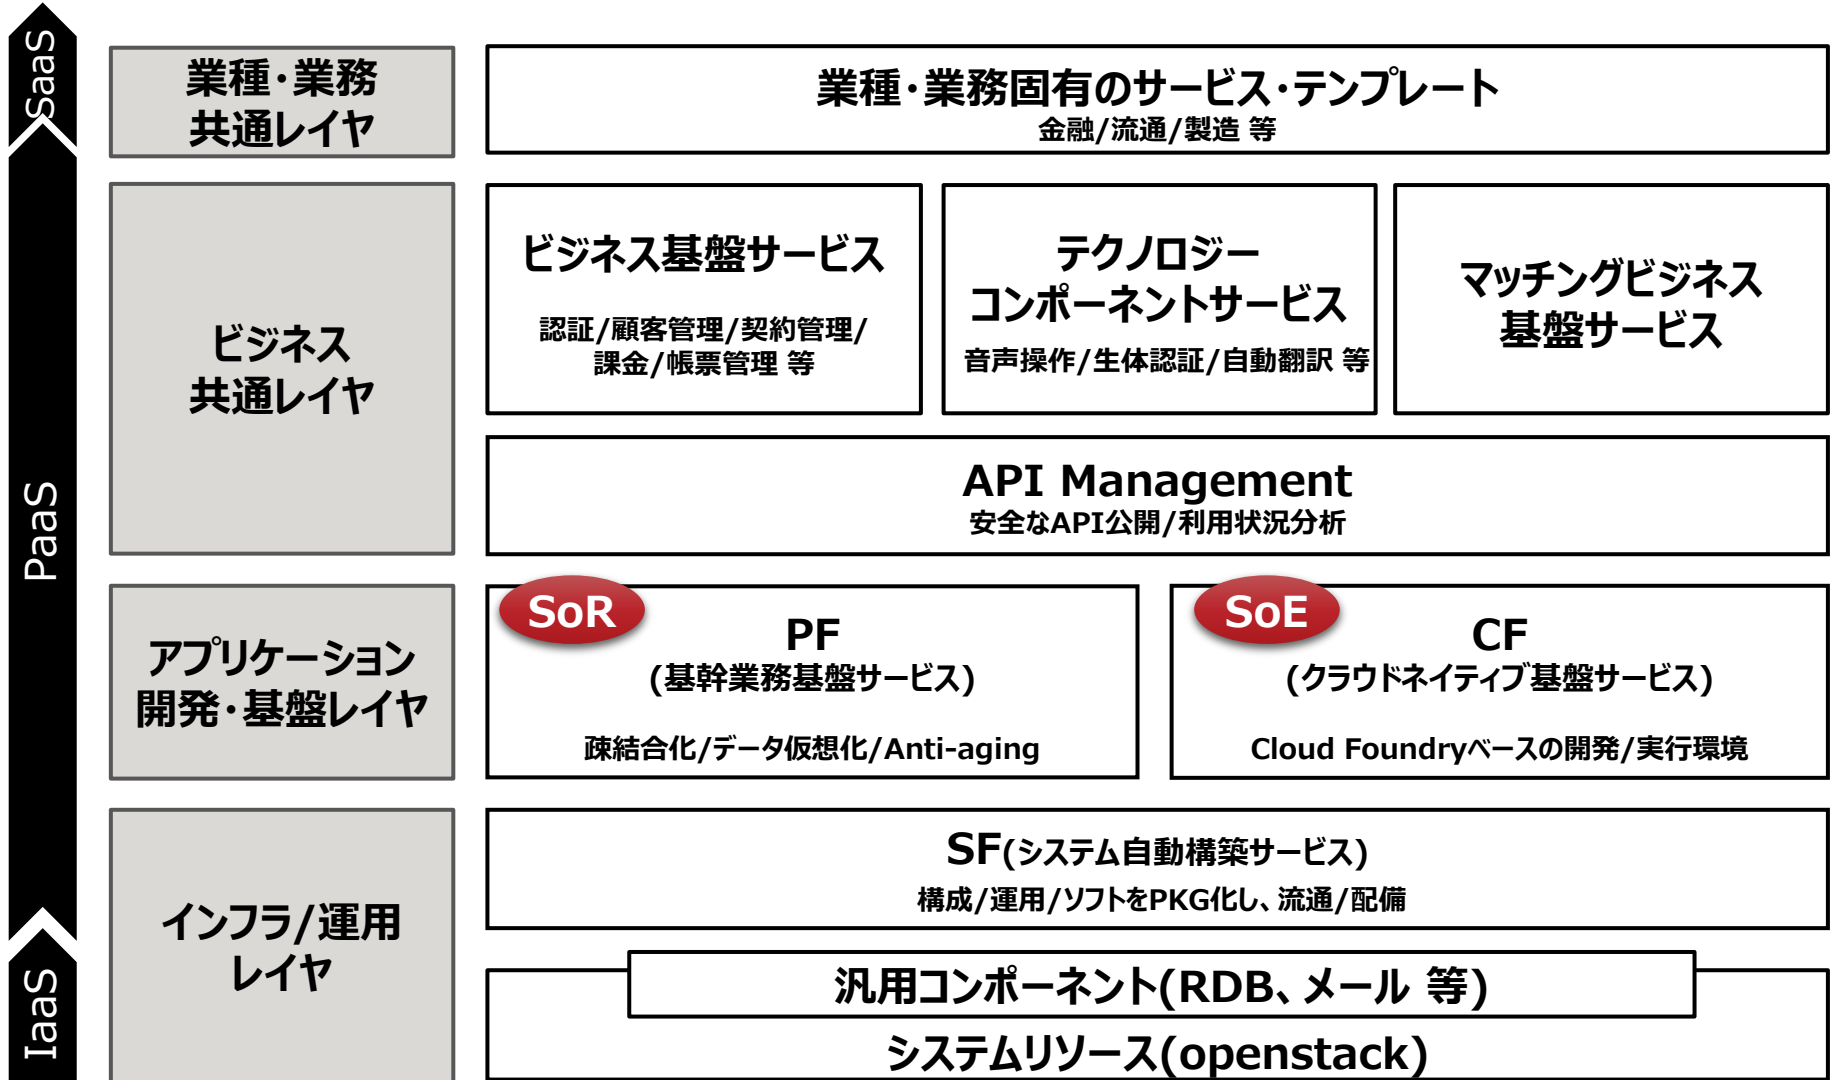 SaaS
PaaS
IaaS
業種・業務
共通レイヤ
業種・業務固有のサービス・テンプレート
金融/流通/製造 等
ビジネス
共通レイヤ
ビジネス基盤サービス
認証/顧客管理/契約管理/
課金/帳票管理 等
テクノロジー
コンポーネントサービス
音声操作/生体認証/自動翻訳 等
マッチングビジネス
基盤サービス
API Management
安全なAPI公開/利用状況分析
アプリケーション
開発・基盤レイヤ
SoR
PF
(基幹業務基盤サービス)
疎結合化/データ仮想化/Anti-aging
SoE
CF
(クラウドネイティブ基盤サービス)
Cloud Foundryベースの開発/実行環境
インフラ/運用
レイヤ
SF(システム自動構築サービス)
構成/運用/ソフトをPKG化し、流通/配備
汎用コンポーネント(RDB、メール 等)
システムリソース(openstack)